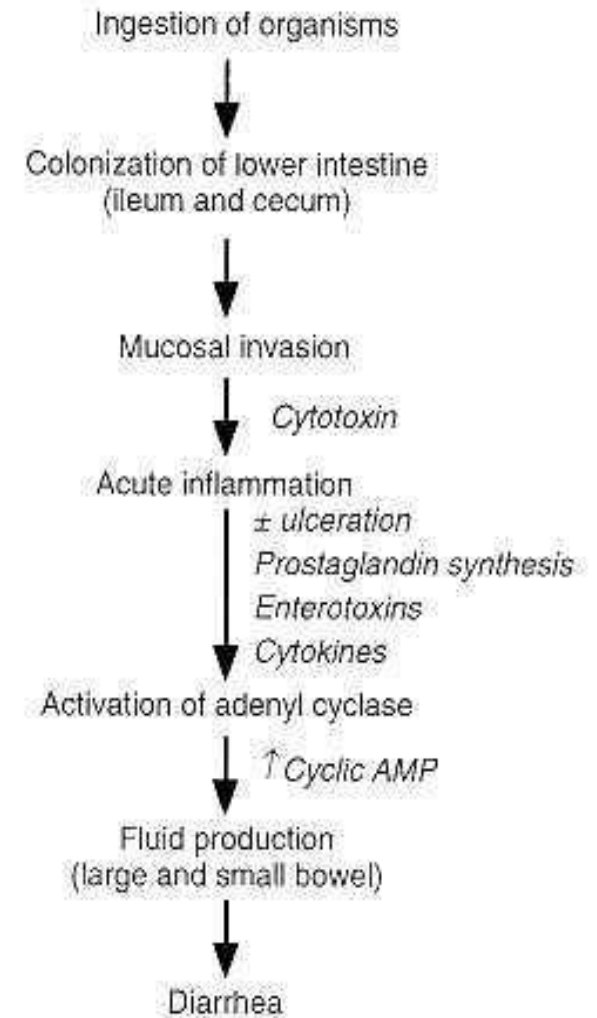 Ingestion of organisms
Colonization of lower intestine
(ileum and cecum)
Mucosal invasion
Cytotoxin
Acute inflammation
± ulceration
Prostaglandin synthesis
Enterotoxins
Cytokines
Activation of adenyl cyclase
↑ Cyclic AMP
Fluid production
(large and small bowel)
Diarrhea